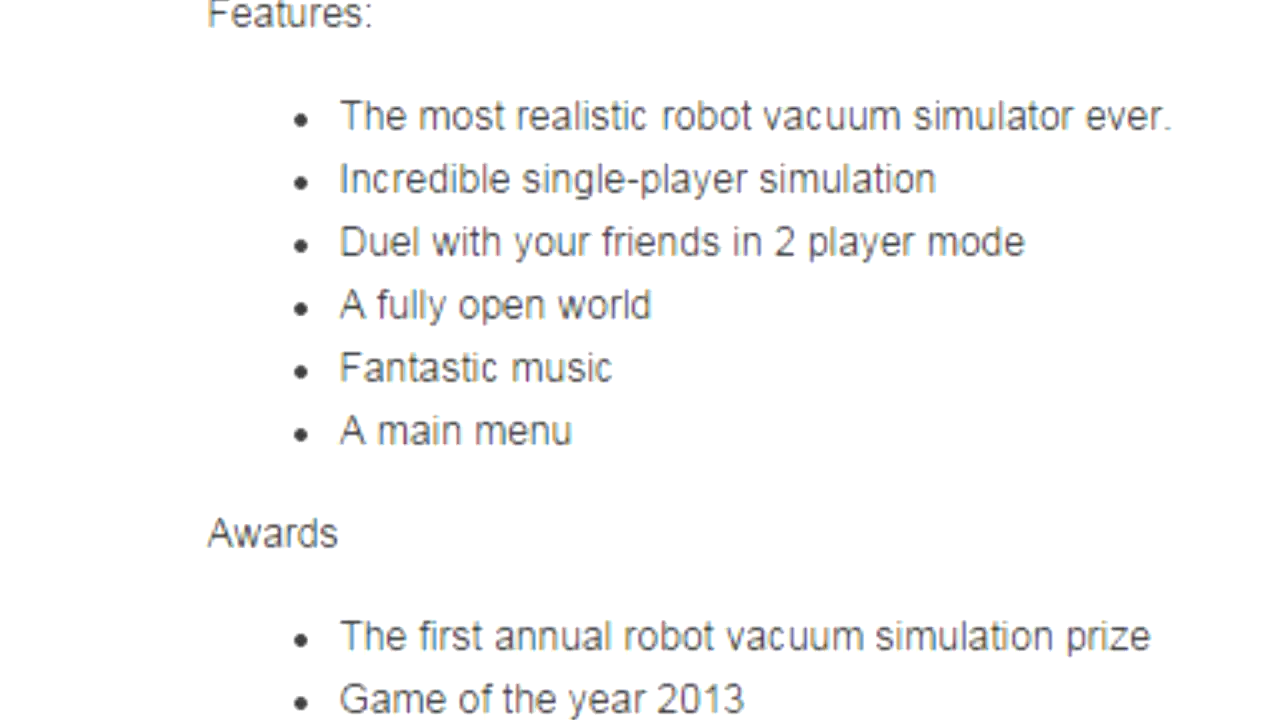 Features:
The most realistic robot vacuum simulator ever.
Incredible single-player simulation
Duel with your friends in 2 player mode
A fully open world
Fantastic music
A main menu
Awards
The first annual robot vacuum simulation prize
Game of the year 2013